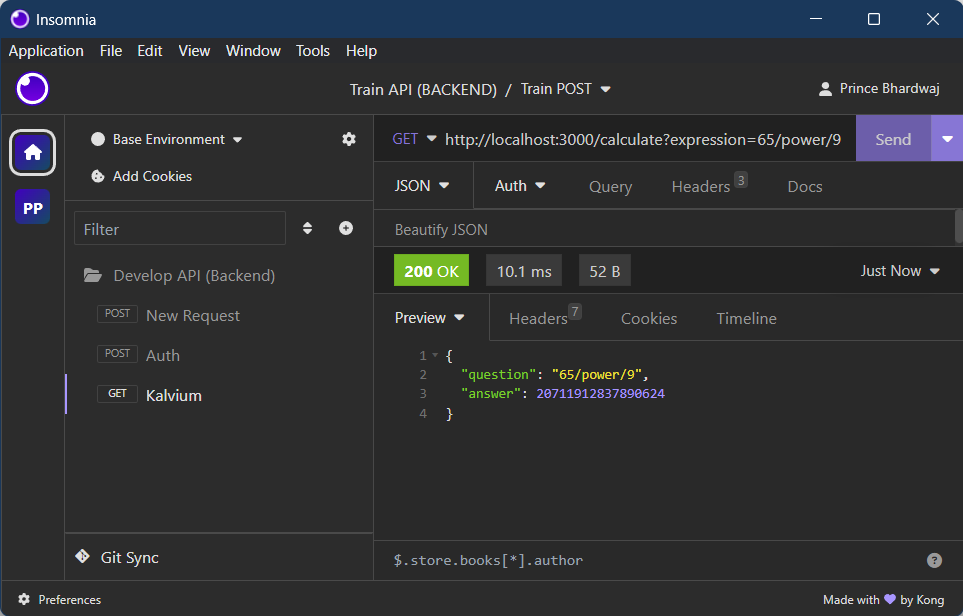 Insomnia
Application File Edit View Window Tools Help
Train API (BACKEND) / Train POST
Prince Bhardwaj
Base Environment
GET http://localhost:3000/calculate?expression=65/power/9 Send
Add Cookies
JSON Auth Query Headers 3 Docs
PP
Filter
Beautify JSON
200 OK 10.1 ms 52 B Just Now
Develop API (Backend)
POST New Request
POST Auth
GET Kalvium
Preview Headers 7 Cookies Timeline
1 {
2 "question": "65/power/9",
3 "answer": 20711912837890624
4 }
Git Sync
$.store.books[*].author
?
Preferences
Made with 💜 by Kong